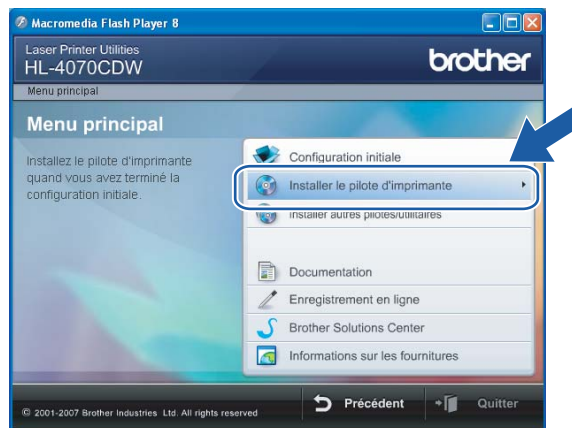 Macromedia Flash Player 8
Laser Printer Utilities
HL-4070CDW
brother
Menu principal
Menu principal
Installez le pilote d'imprimante
quand vous avez terminé la
configuration initiale.
Configuration initiale
Installer le pilote d'imprimante
Installer autres pilotes/utilitaires
Documentation
Enregistrement en ligne
Brother Solutions Center
Informations sur les fournitures
© 2001-2007 Brother Industries Ltd. All rights reserved
Précédent
Quitter